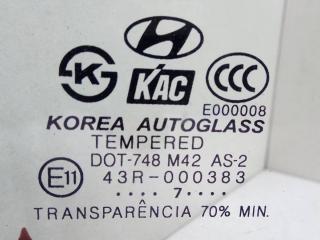 K KAC CCC
E000008
KOREA AUTOGLASS
TEMPERED
DOT-748 M42 AS-2
E11 43R-000383
.... 7 ....
TRANSPARÊNCIA 70% MIN.